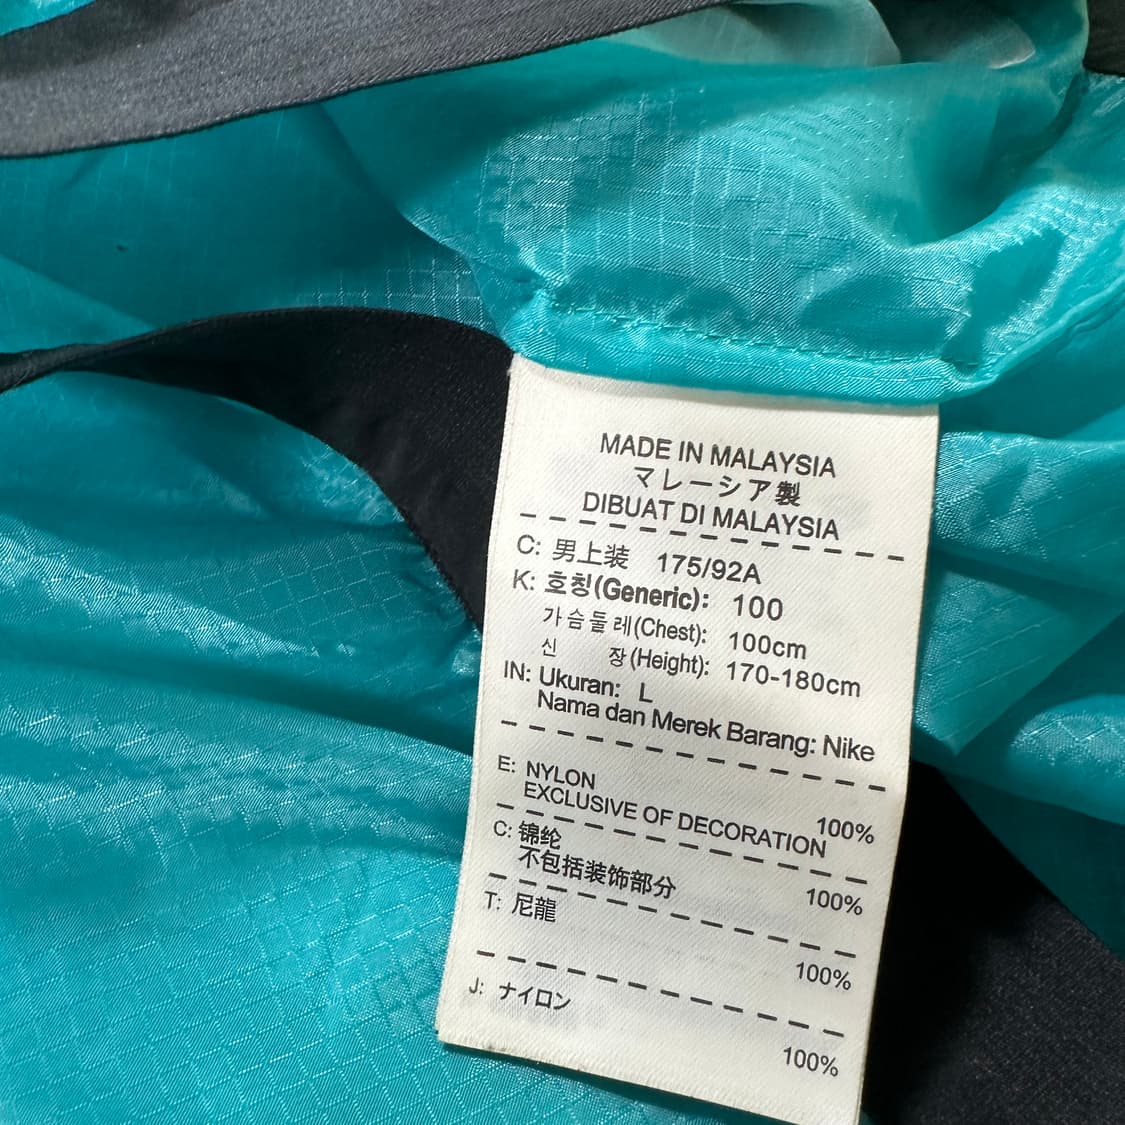 MADE IN MALAYSIA
マレーシア製
DIBUAT DI MALAYSIA
C: 男上装 175/92A
K: 호칭(Generic): 100
가슴둘레(Chest): 100cm
신 장(Height): 170-180cm
IN: Ukuran: L
Nama dan Merek Barang: Nike
E: NYLON 100%
EXCLUSIVE OF DECORATION
C: 锦纶 100%
不包括装饰部分
T: 尼龍 100%
J: ナイロン 100%